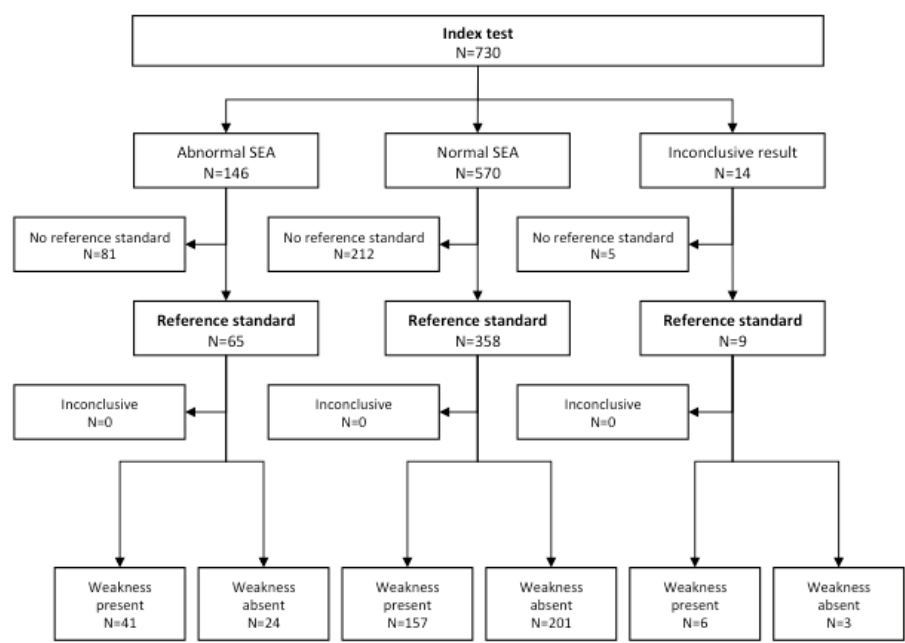 Index test
N=730
Abnormal SEA
N=146
Normal SEA
N=570
Inconclusive result
N=14
No reference standard
N=81
No reference standard
N=212
No reference standard
N=5
Reference standard
N=65
Reference standard
N=358
Reference standard
N=9
Inconclusive
N=0
Inconclusive
N=0
Inconclusive
N=0
Weakness
present
N=41
Weakness
absent
N=24
Weakness
present
N=157
Weakness
absent
N=201
Weakness
present
N=6
Weakness
absent
N=3